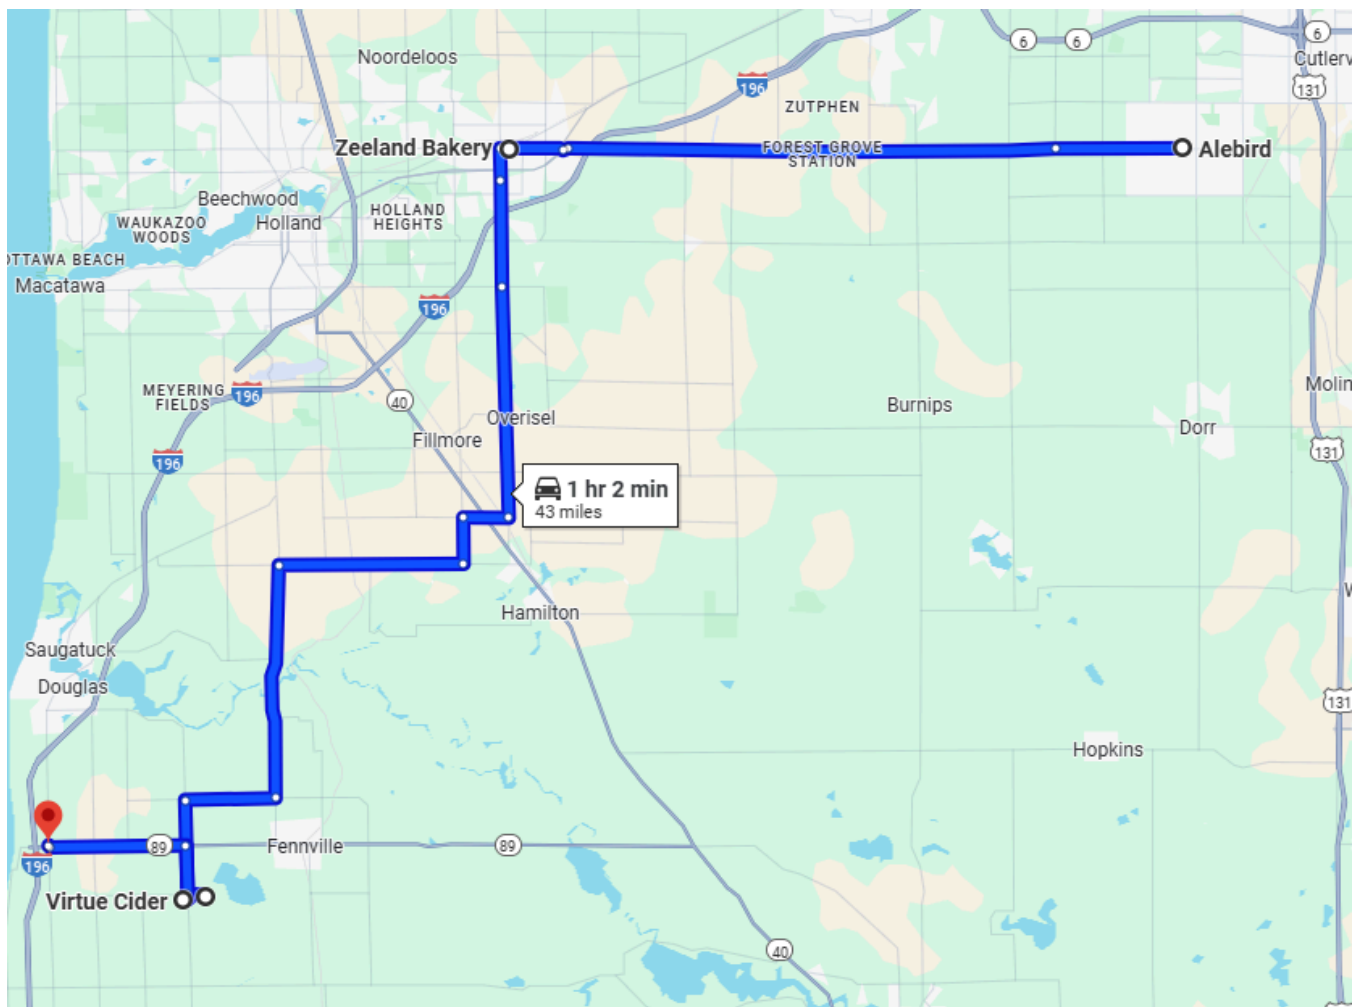 6
6
6
Cutlerv
131
Noordeloos
196
ZUTPHEN
Zeeland Bakery
FOREST GROVE
STATION
Alebird
Beechwood
HOLLAND
HEIGHTS
WAUKAZOO
WOODS
Holland
OTTAWA BEACH
Macatawa
196
MEYERING
FIELDS
196
40
Molin
Burnips
Overisel
Dorr
Fillmore
131
196
1 hr 2 min
43 miles
W
Hamilton
Saugatuck
Douglas
131
Hopkins
89
Fennville
89
196
Virtue Cider
40